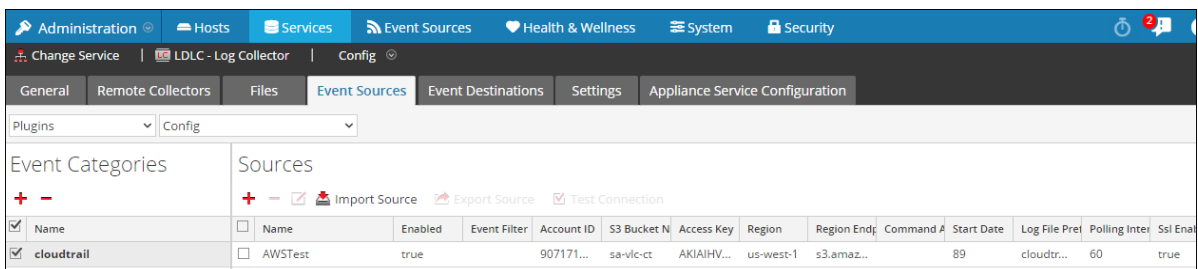 Administration Hosts Services Event Sources Health & Wellness System Security 2
Change Service | LC LDLC - Log Collector | Config
General Remote Collectors Files Event Sources Event Destinations Settings Appliance Service Configuration
Plugins Config
Event Categories Sources
Import Source Export Source Test Connection
Name Name Enabled Event Filter Account ID S3 Bucket N Access Key Region Region Endp Command A Start Date Log File Pref Polling Inter Ssl Enab
cloudtrail AWSTest true 907171... sa-vlc-ct AKIAIHV... us-west-1 s3.amaz... 89 cloudtr... 60 true